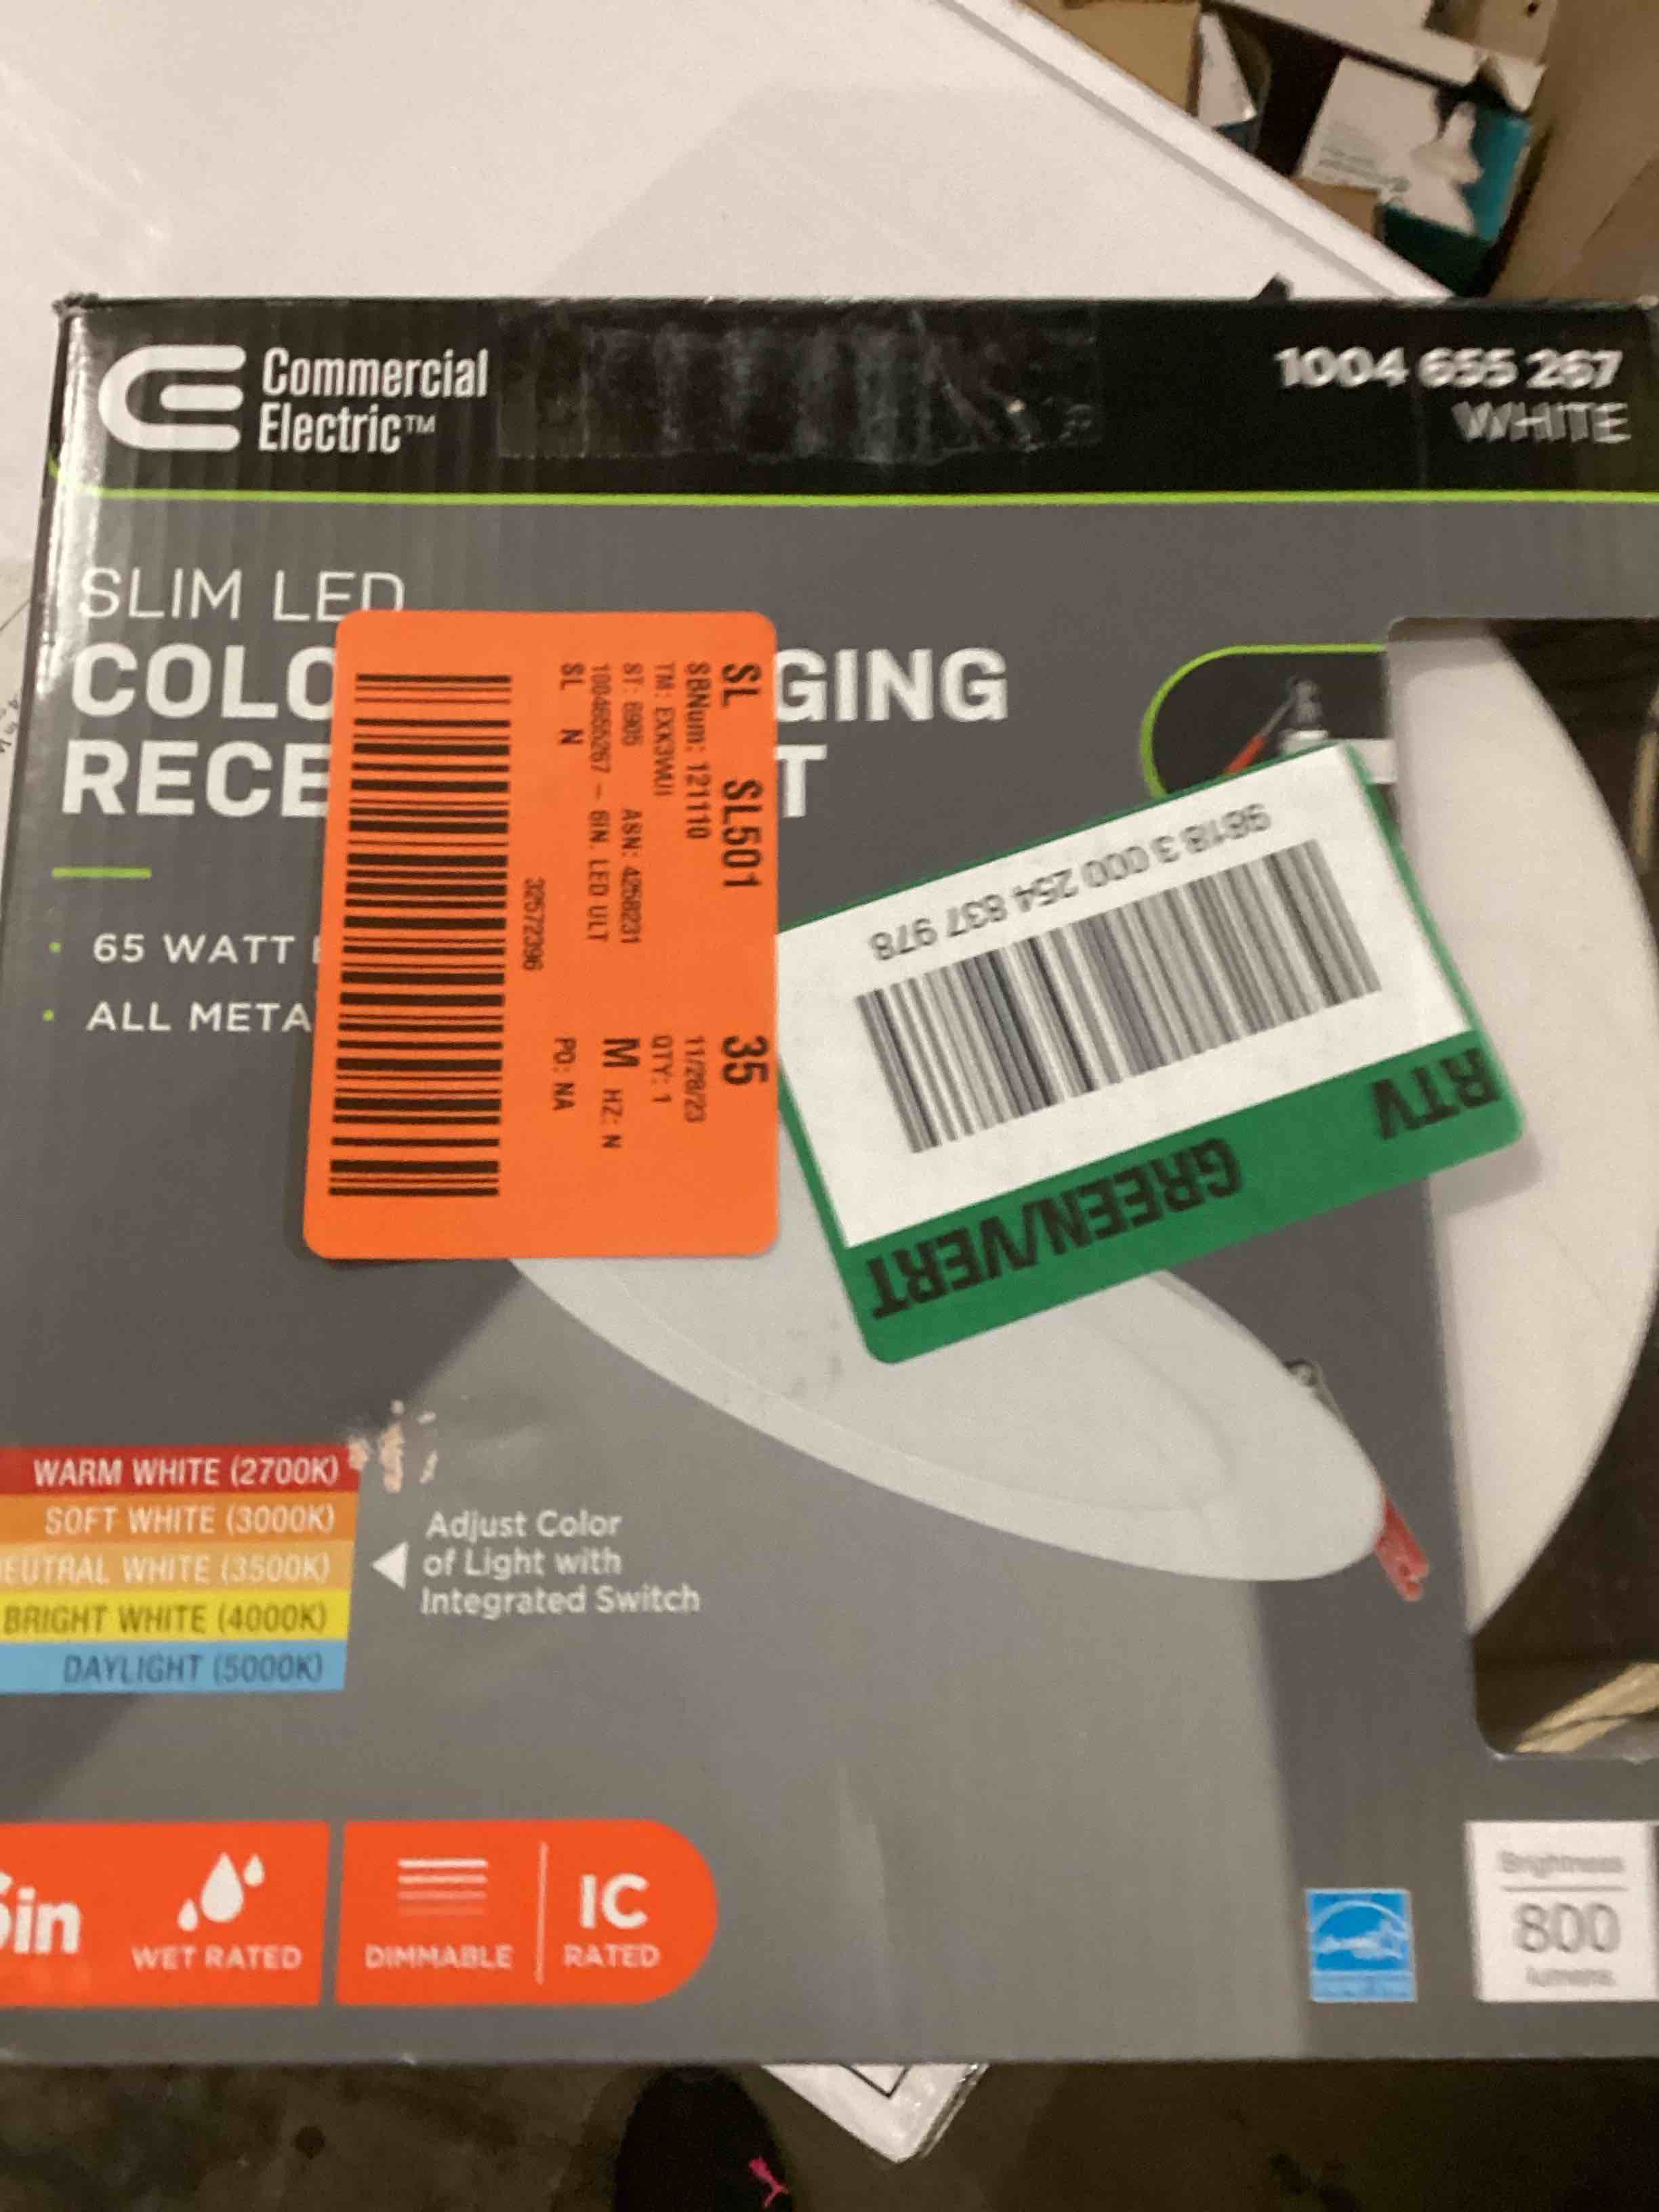 Commercial
Electric™
1004 655 267
WHITE
SLIM LED
COLO
GING
RECE
T
65 WATT
ALL META
SL SL501 35
SBNum: 121110 11/28/23
TM: EXK3WUI QTY: 1
ST: 6905 ASN: 4258231
1004655267 - 6IN. LED ULT M HZ: N
SL N PO: NA
32572396
9818 3 000 254 837 978
RTV
GREEN/VERT
WARM WHITE (2700K)
SOFT WHITE (3000K)
EUTRAL WHITE (3500K)
BRIGHT WHITE (4000K)
DAYLIGHT (5000K)
Adjust Color
of Light with
Integrated Switch
6in
WET RATED
DIMMABLE
IC
RATED
Brightness
800
lumens